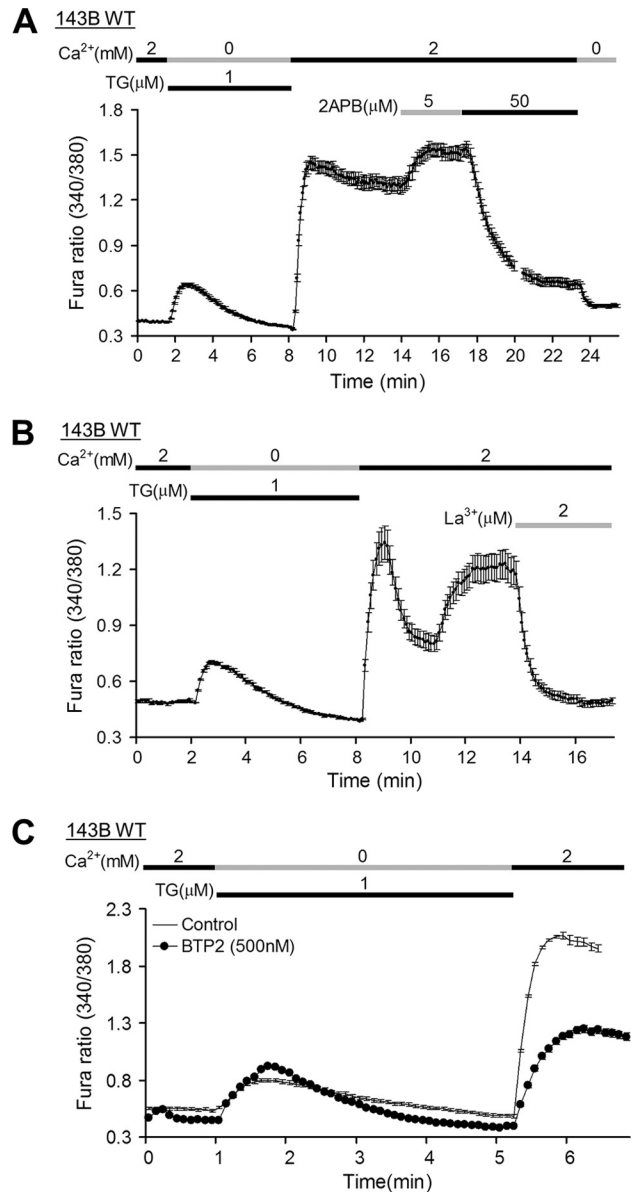 A 143B WT
Ca²⁺(mM) 2 0 2 0
TG(μM) 1
2APB(μM) 5 50
Fura ratio (340/380)
1.8
1.5
1.2
0.9
0.6
0.3
0 2 4 6 8 10 12 14 16 18 20 22 24
Time (min)
B 143B WT
Ca²⁺(mM) 2 0 2
TG(μM) 1
La³⁺(μM) 2
Fura ratio (340/380)
1.5
1.2
0.9
0.6
0.3
0 2 4 6 8 10 12 14 16
Time (min)
C 143B WT
Ca²⁺(mM) 2 0 2
TG(μM) 1
Fura ratio (340/380)
2.3
1.8
1.3
0.8
0.3
Control
BTP2 (500nM)
0 1 2 3 4 5 6
Time(min)